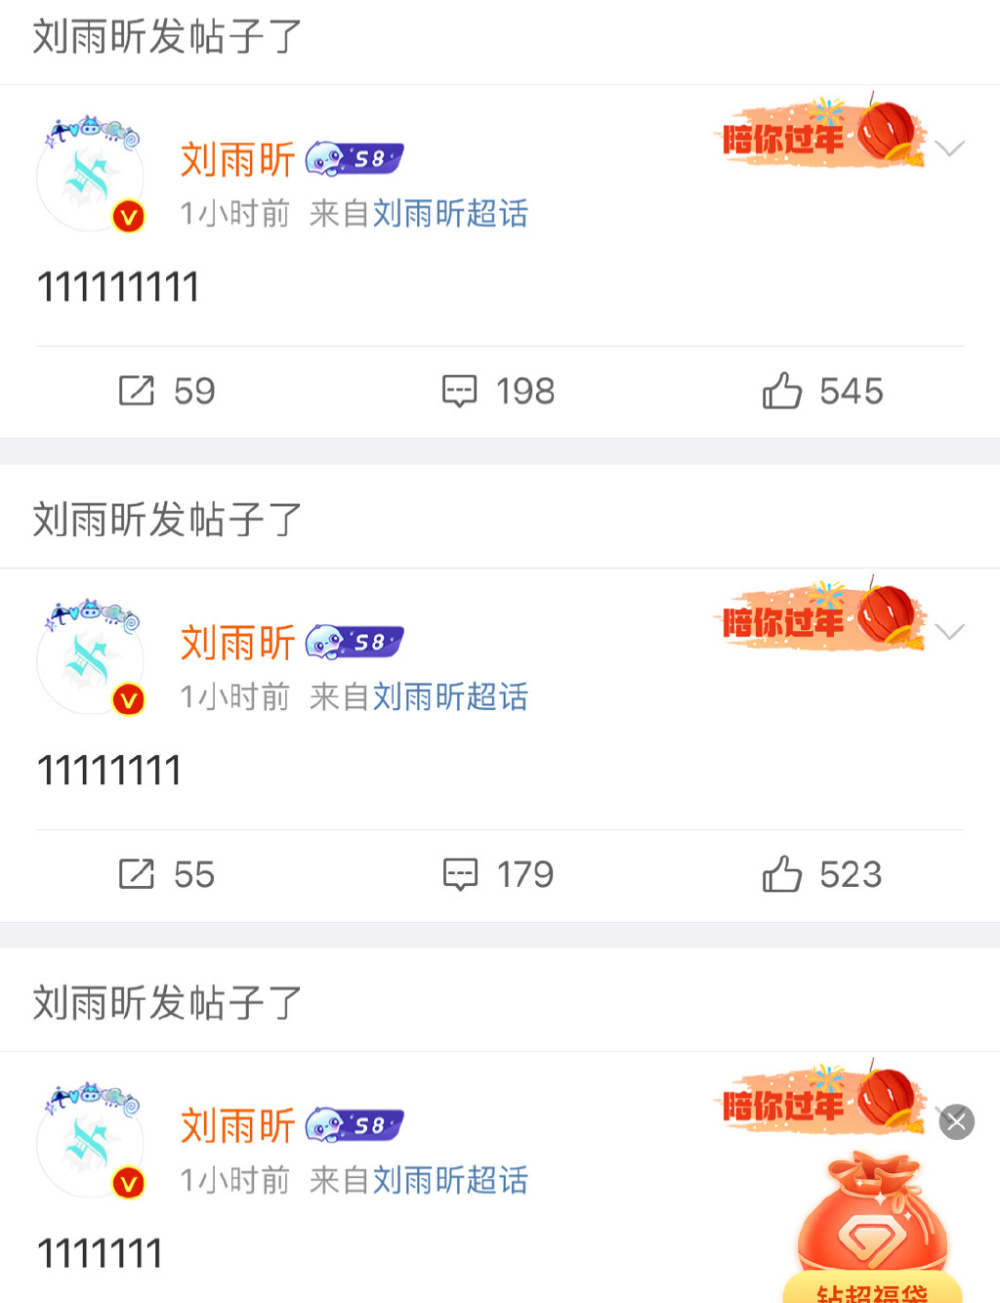 刘雨昕发帖子了
陪你过年
刘雨昕 S8
1小时前 来自刘雨昕超话
111111111
59 198 545
刘雨昕发帖子了
陪你过年
刘雨昕 S8
1小时前 来自刘雨昕超话
11111111
55 179 523
刘雨昕发帖子了
陪你过年
刘雨昕 S8
1小时前 来自刘雨昕超话
1111111
钻超福袋